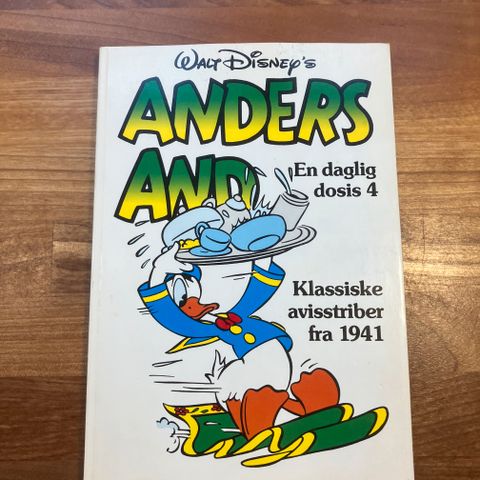 WALT DISNEY'S
ANDERS
AND
En daglig
dosis 4
Klassiske
avisstriber
fra 1941